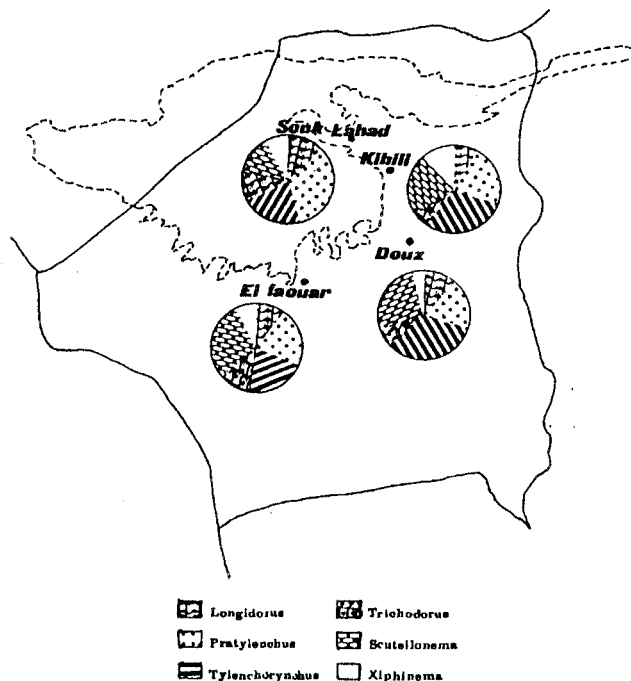 Souk Lahad
Kibili
Douz
El faouar
Longidorus
Trichodorus
Pratylenchus
Scutellonema
Tylenchorynchus
Xiphinema